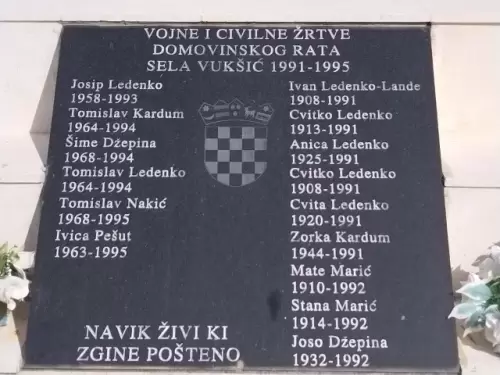 VOJNE I CIVILNE ŽRTVE
DOMOVINSKOG RATA
SELA VUKŠIĆ 1991-1995
Josip Ledenko
1958-1993
Tomislav Kardum
1964-1994
Šime Džepina
1968-1994
Tomislav Ledenko
1964-1994
Tomislav Nakić
1968-1995
Ivica Pešut
1963-1995
Ivan Ledenko-Lande
1908-1991
Cvitko Ledenko
1913-1991
Anica Ledenko
1925-1991
Cvitko Ledenko
1908-1991
Cvita Ledenko
1920-1991
Zorka Kardum
1944-1991
Mate Marić
1910-1992
Stana Marić
1914-1992
Joso Džepina
1932-1992
NAVIK ŽIVI KI
ZGINE POŠTENO